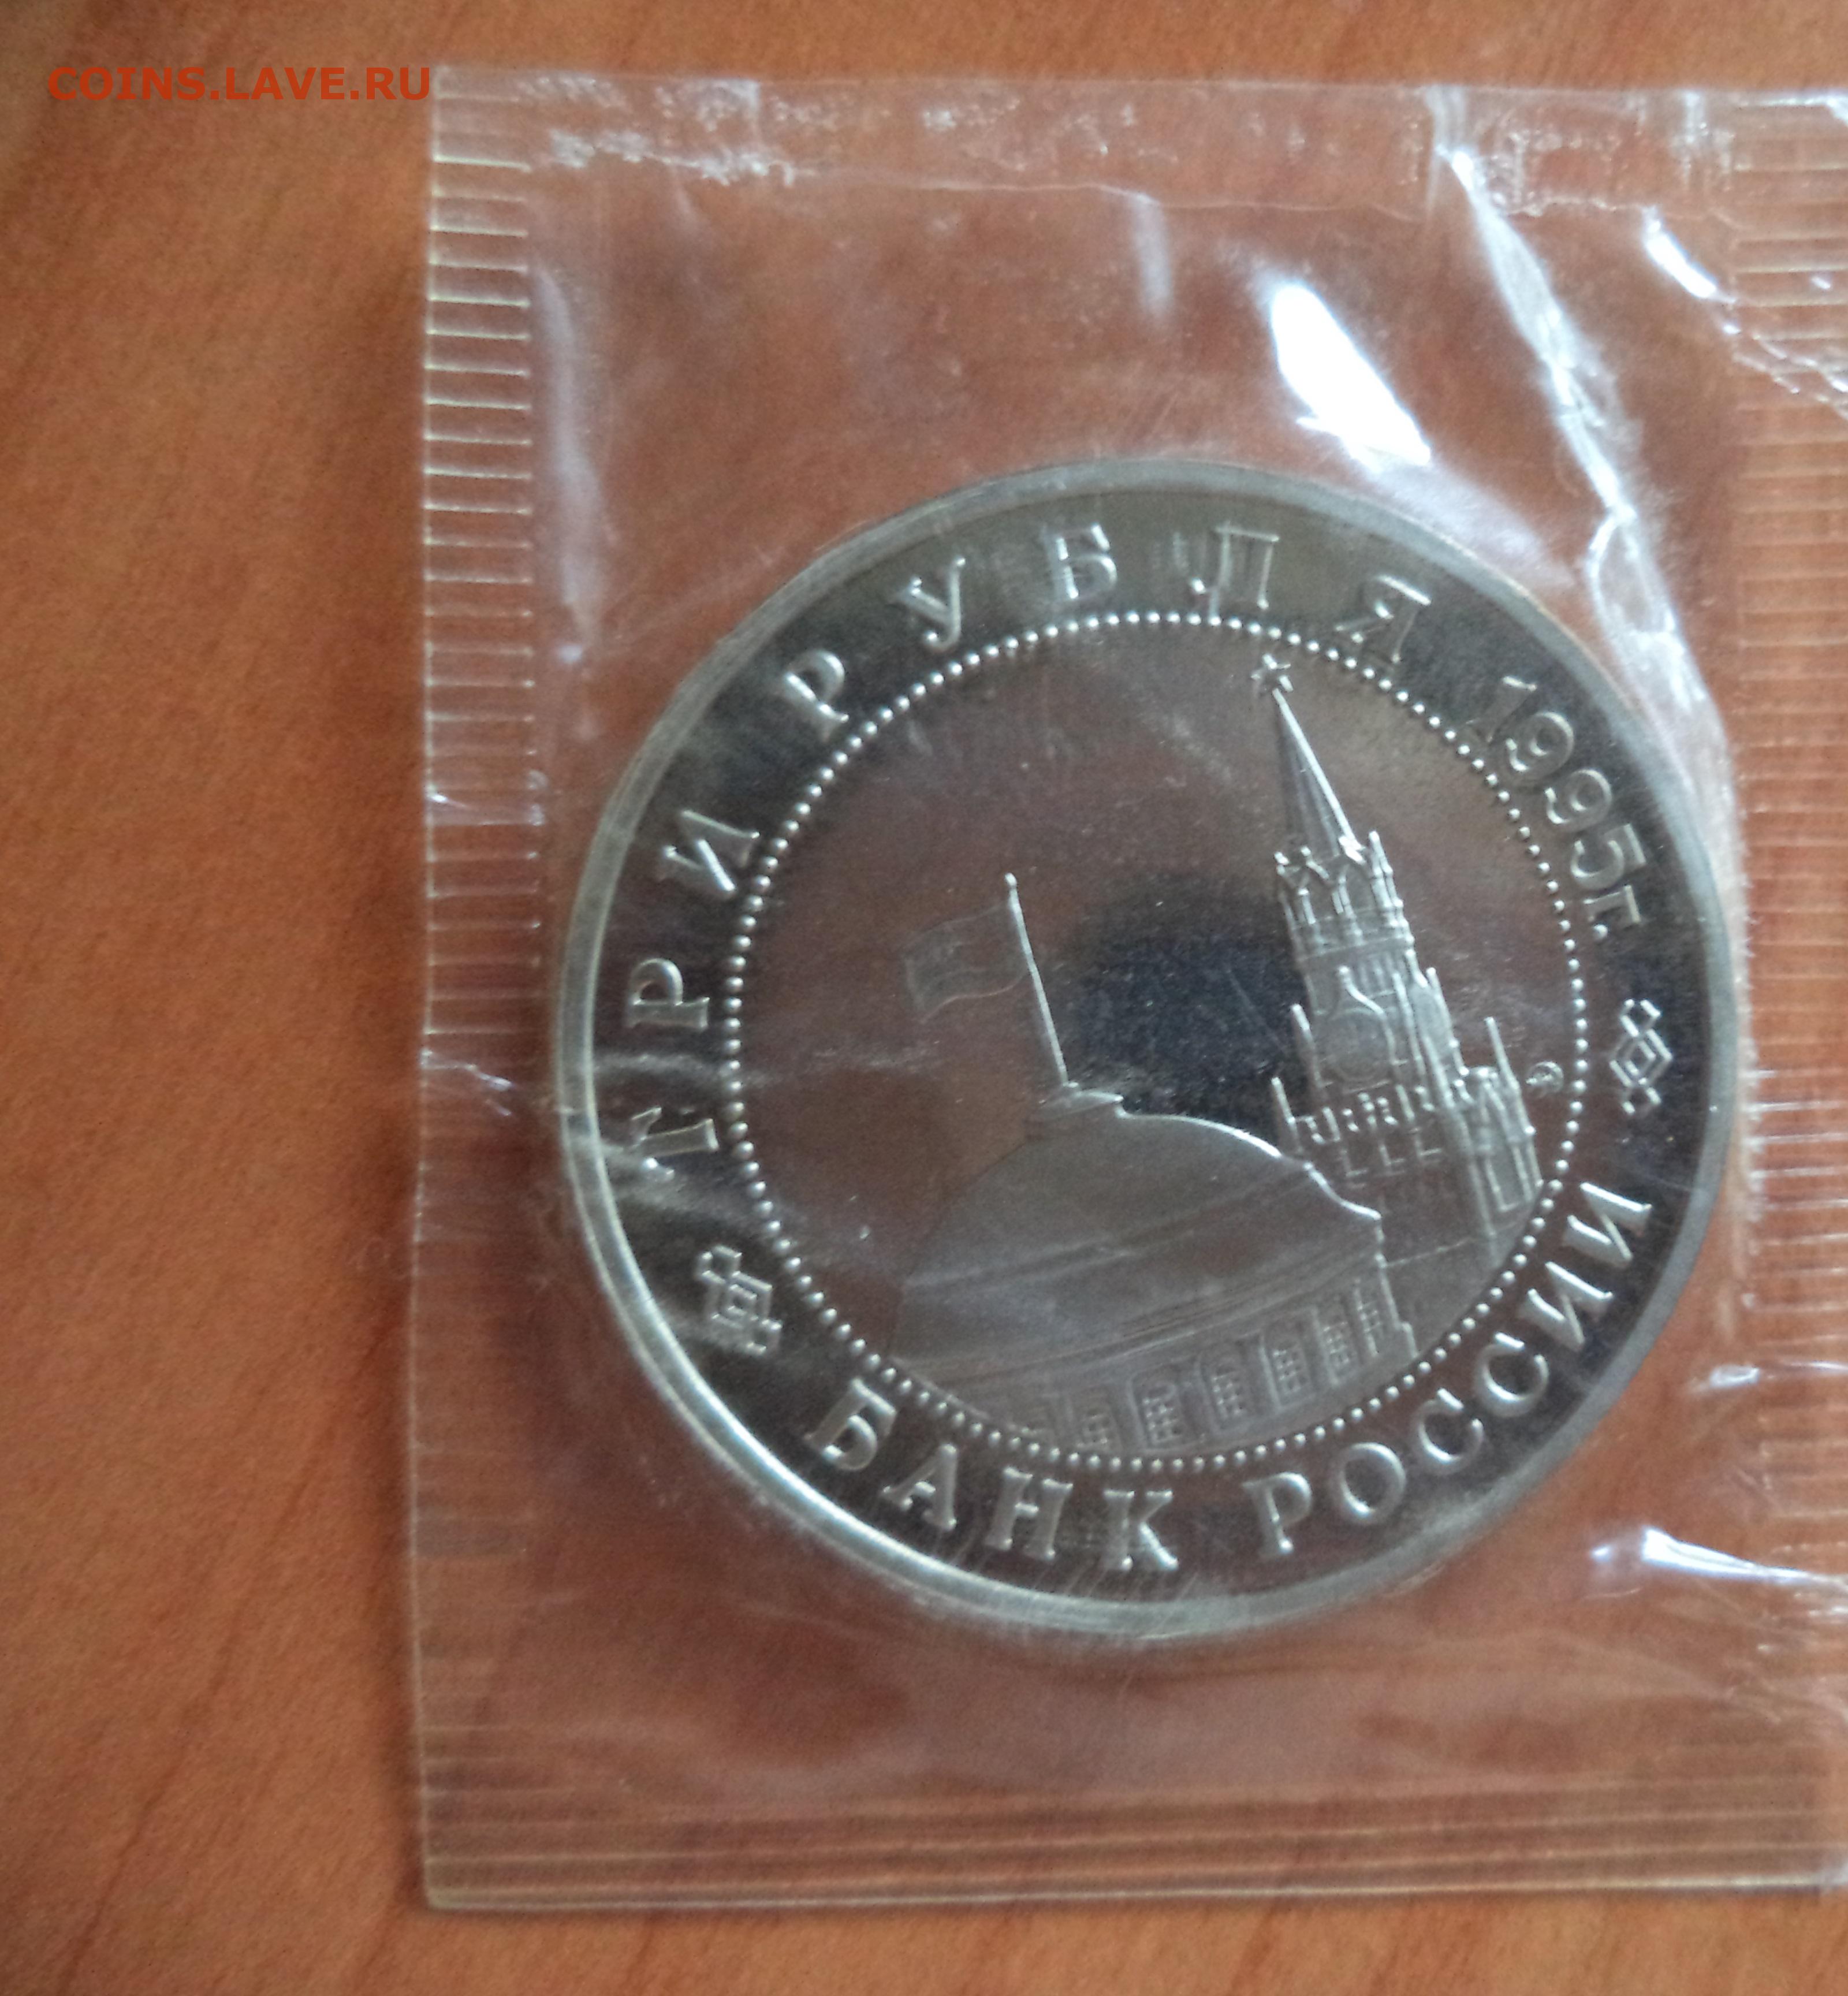 COINS.LAVE.RU
ТРИ РУБЛЯ 1995г.
БАНК РОССИИ